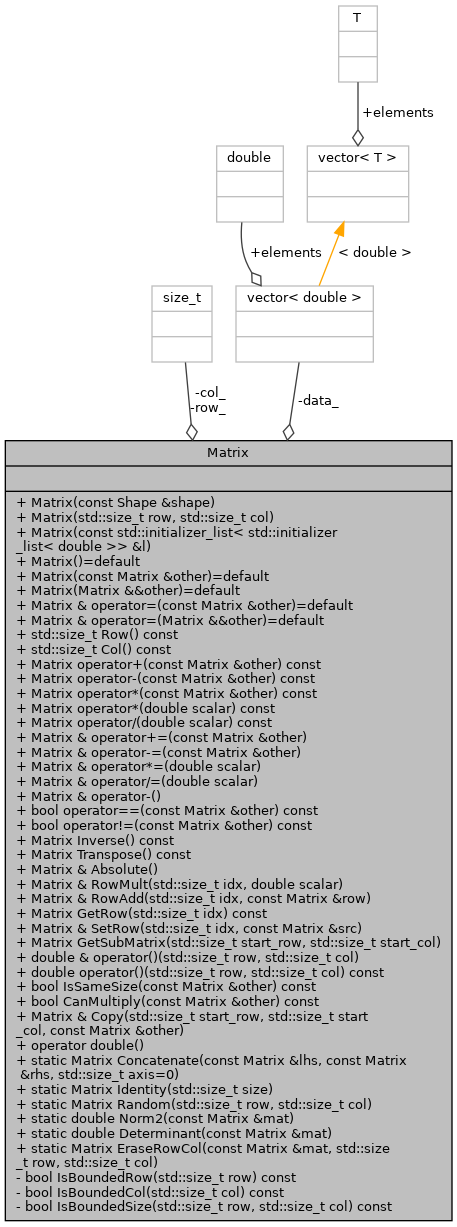 T
+elements
double
vector< T >
+elements
< double >
size_t
vector< double >
-col_
-row_
-data_
Matrix
+ Matrix(const Shape &shape)
+ Matrix(std::size_t row, std::size_t col)
+ Matrix(const std::initializer_list< std::initializer
_list< double >> &l)
+ Matrix()=default
+ Matrix(const Matrix &other)=default
+ Matrix(Matrix &&other)=default
+ Matrix & operator=(const Matrix &other)=default
+ Matrix & operator=(Matrix &&other)=default
+ std::size_t Row() const
+ std::size_t Col() const
+ Matrix operator+(const Matrix &other) const
+ Matrix operator-(const Matrix &other) const
+ Matrix operator*(const Matrix &other) const
+ Matrix operator*(double scalar) const
+ Matrix operator/(double scalar) const
+ Matrix & operator+=(const Matrix &other)
+ Matrix & operator-=(const Matrix &other)
+ Matrix & operator*=(double scalar)
+ Matrix & operator/=(double scalar)
+ Matrix & operator-()
+ bool operator==(const Matrix &other) const
+ bool operator!=(const Matrix &other) const
+ Matrix Inverse() const
+ Matrix Transpose() const
+ Matrix & Absolute()
+ Matrix & RowMult(std::size_t idx, double scalar)
+ Matrix & RowAdd(std::size_t idx, const Matrix &row)
+ Matrix GetRow(std::size_t idx) const
+ Matrix & SetRow(std::size_t idx, const Matrix &src)
+ Matrix GetSubMatrix(std::size_t start_row, std::size_t start_col)
+ double & operator()(std::size_t row, std::size_t col)
+ double operator()(std::size_t row, std::size_t col) const
+ bool IsSameSize(const Matrix &other) const
+ bool CanMultiply(const Matrix &other) const
+ Matrix & Copy(std::size_t start_row, std::size_t start
_col, const Matrix &other)
+ operator double()
+ static Matrix Concatenate(const Matrix &lhs, const Matrix
&rhs, std::size_t axis=0)
+ static Matrix Identity(std::size_t size)
+ static Matrix Random(std::size_t row, std::size_t col)
+ static double Norm2(const Matrix &mat)
+ static double Determinant(const Matrix &mat)
+ static Matrix EraseRowCol(const Matrix &mat, std::size
_t row, std::size_t col)
- bool IsBoundedRow(std::size_t row) const
- bool IsBoundedCol(std::size_t col) const
- bool IsBoundedSize(std::size_t row, std::size_t col) const